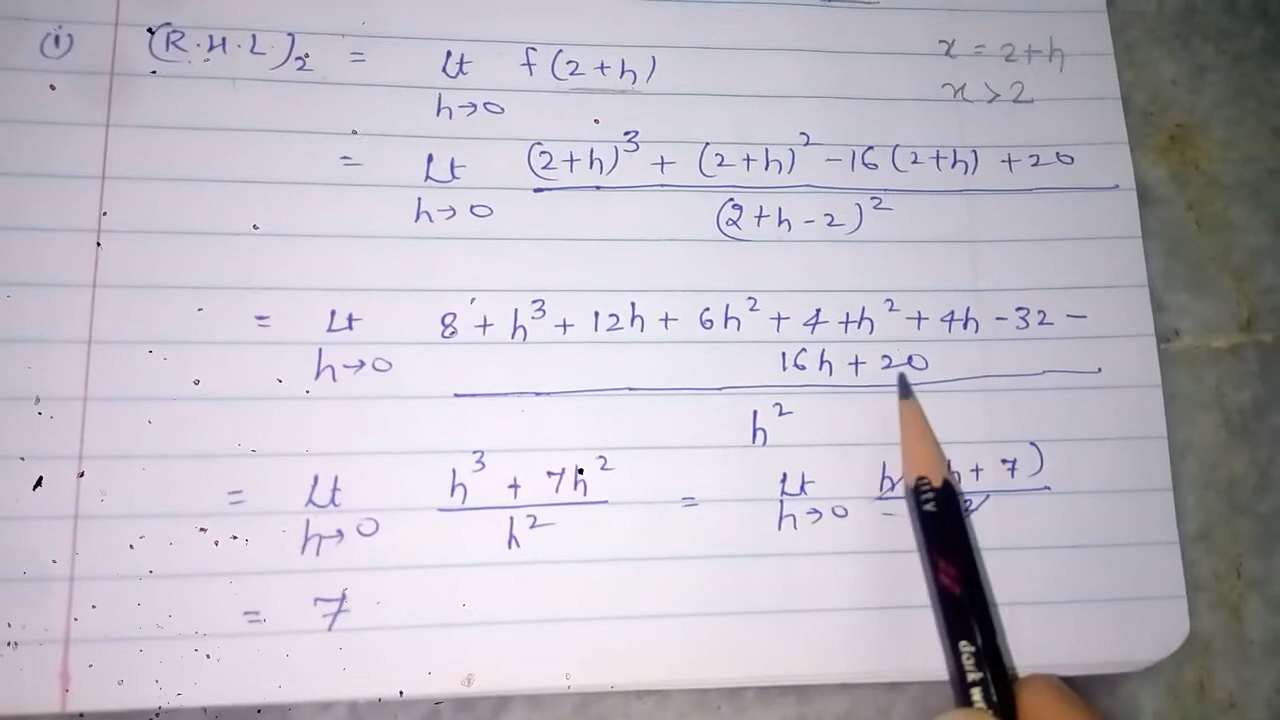 ① (R.H.L.)₂ = Lt f(2+h) x = 2+h
h→0 x > 2
= Lt (2+h)³ + (2+h)² - 16(2+h) + 20
h→0 (2+h-2)²
= Lt 8 + h³ + 12h + 6h² + 4 + h² + 4h - 32 -
h→0 16h + 20
h²
= Lt h³ + 7h² = Lt h + 7)
h→0 h² h→0
= 7
dark